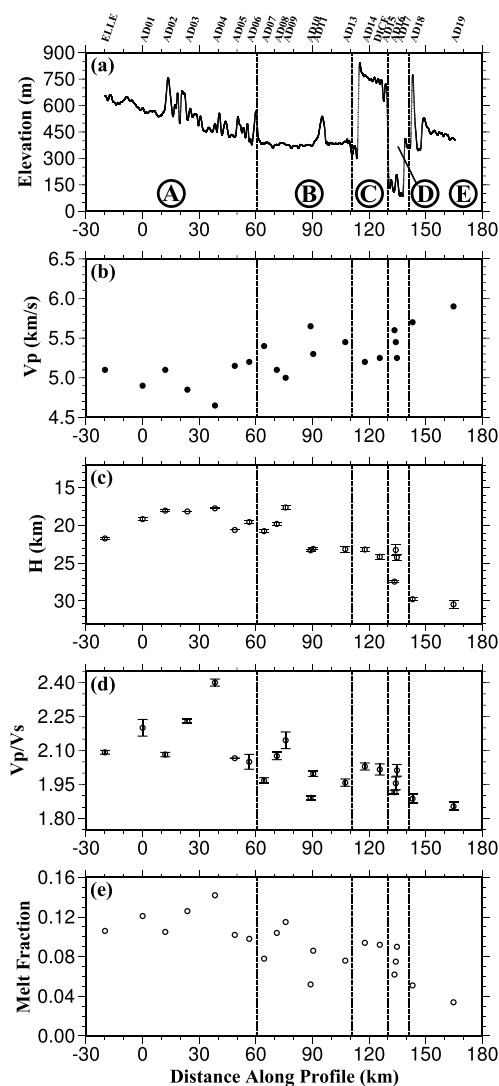 ELLE AD01 AD02 AD03 AD04 AD05 AD06 AD07 AD08 AD09 AD10 AD11 AD13 AD14 DICE AD15 AD16 AD17 AD18 AD19
(a)
Elevation (m)
900
750
600
450
300
150
0
A B C D E
-30 0 30 60 90 120 150 180
(b)
Vp (km/s)
6.5
6.0
5.5
5.0
4.5
-30 0 30 60 90 120 150 180
(c)
H (km)
15
20
25
30
-30 0 30 60 90 120 150 180
(d)
Vp/Vs
2.40
2.25
2.10
1.95
1.80
-30 0 30 60 90 120 150 180
(e)
Melt Fraction
0.16
0.12
0.08
0.04
0.00
-30 0 30 60 90 120 150 180
Distance Along Profile (km)